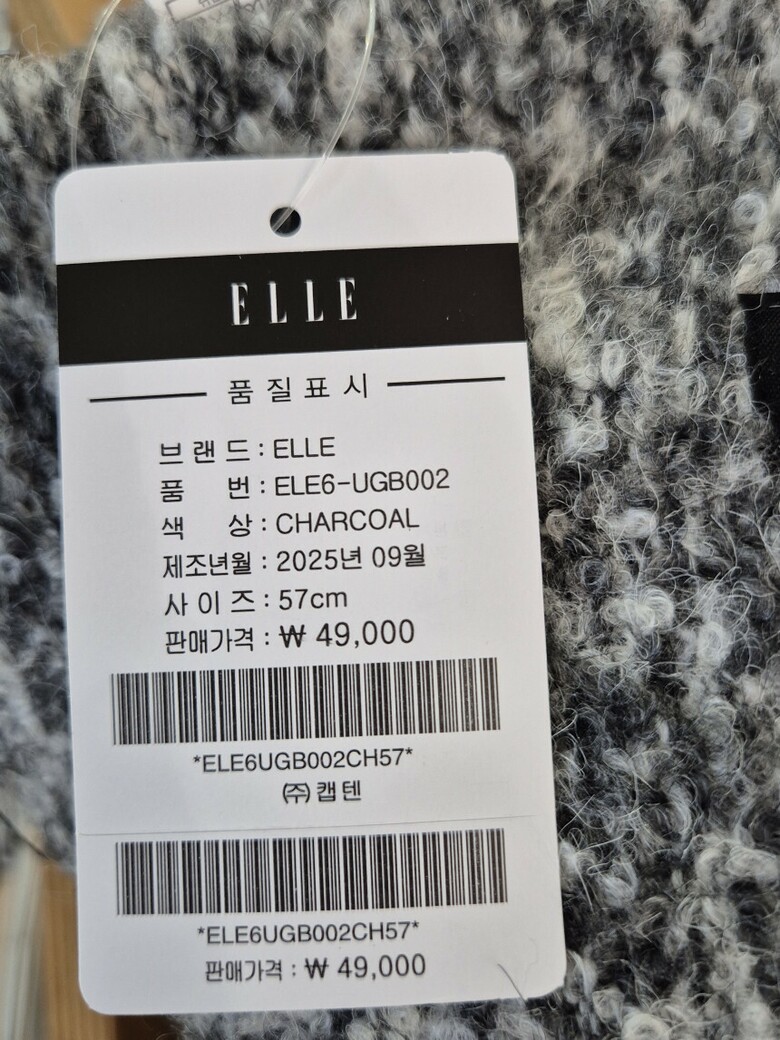 ELLE
품질표시
브랜드 : ELLE
품 번 : ELE6-UGB002
색 상 : CHARCOAL
제조년월 : 2025년 09월
사이즈 : 57cm
판매가격 : ₩ 49,000
*ELE6UGB002CH57*
㈜캡텐
*ELE6UGB002CH57*
판매가격 : ₩ 49,000